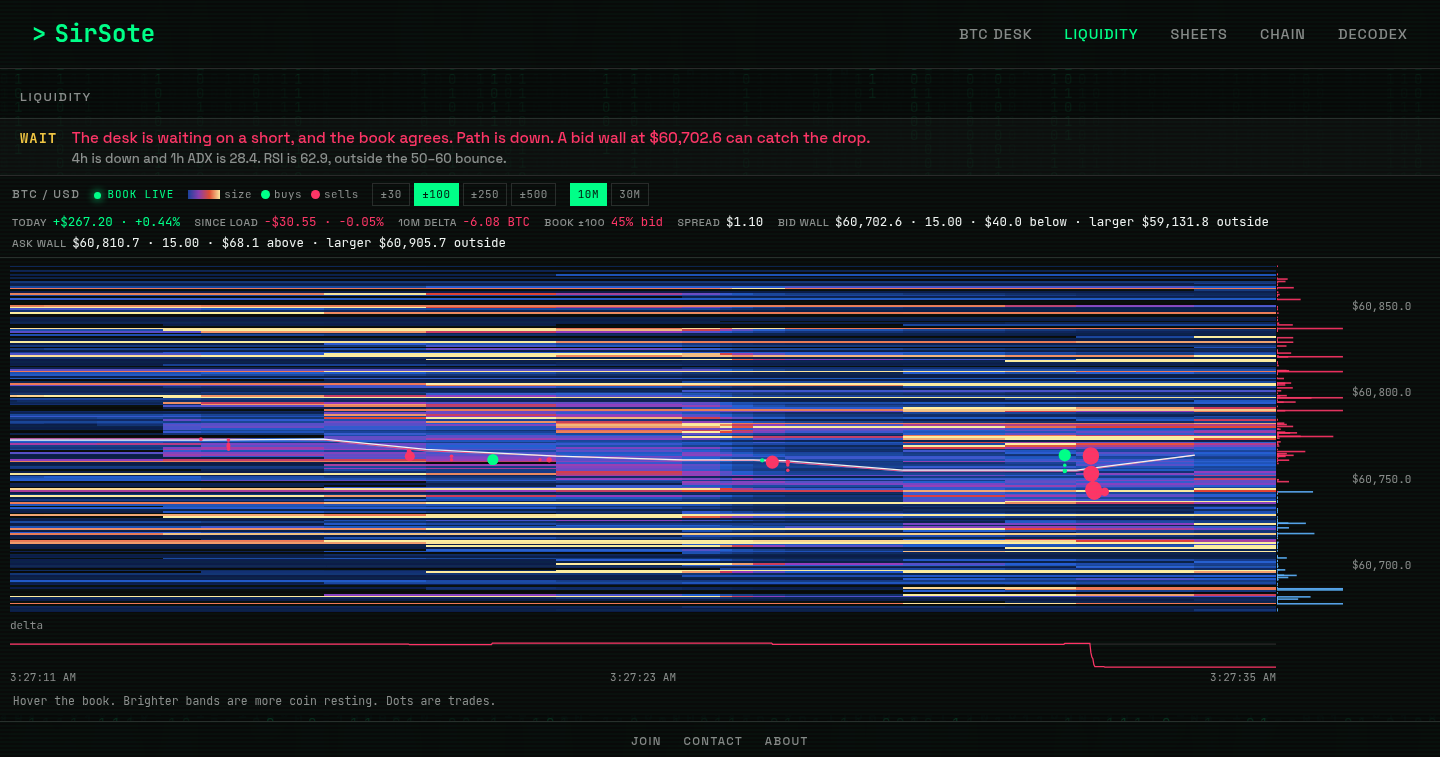 > SirSote
BTC DESK LIQUIDITY SHEETS CHAIN DECODEX
LIQUIDITY
WAIT The desk is waiting on a short, and the book agrees. Path is down. A bid wall at $60,702.6 can catch the drop.
4h is down and 1h ADX is 28.4. RSI is 62.9, outside the 50–60 bounce.
BTC / USD BOOK LIVE size buys sells ±30 ±100 ±250 ±500 10M 30M
TODAY +$267.20 · +0.44% SINCE LOAD -$30.55 · -0.05% 10M DELTA -6.08 BTC BOOK ±100 45% bid SPREAD $1.10 BID WALL $60,702.6 · 15.00 · $40.0 below · larger $59,131.8 outside
ASK WALL $60,810.7 · 15.00 · $68.1 above · larger $60,905.7 outside
$60,850.0
$60,800.0
$60,750.0
$60,700.0
delta
3:27:11 AM 3:27:23 AM 3:27:35 AM
Hover the book. Brighter bands are more coin resting. Dots are trades.
JOIN CONTACT ABOUT